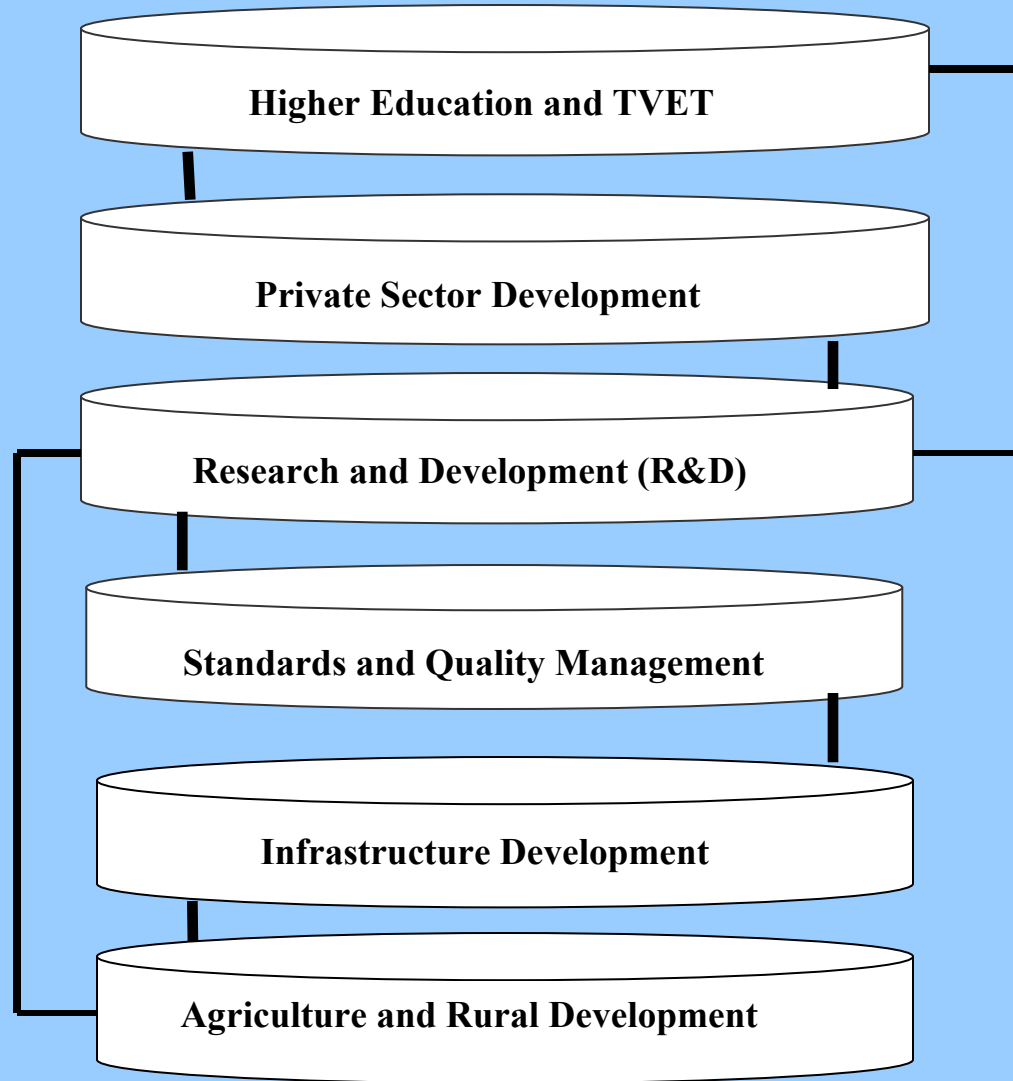 Higher Education and TVET
Private Sector Development
Research and Development (R&D)
Standards and Quality Management
Infrastructure Development
Agriculture and Rural Development